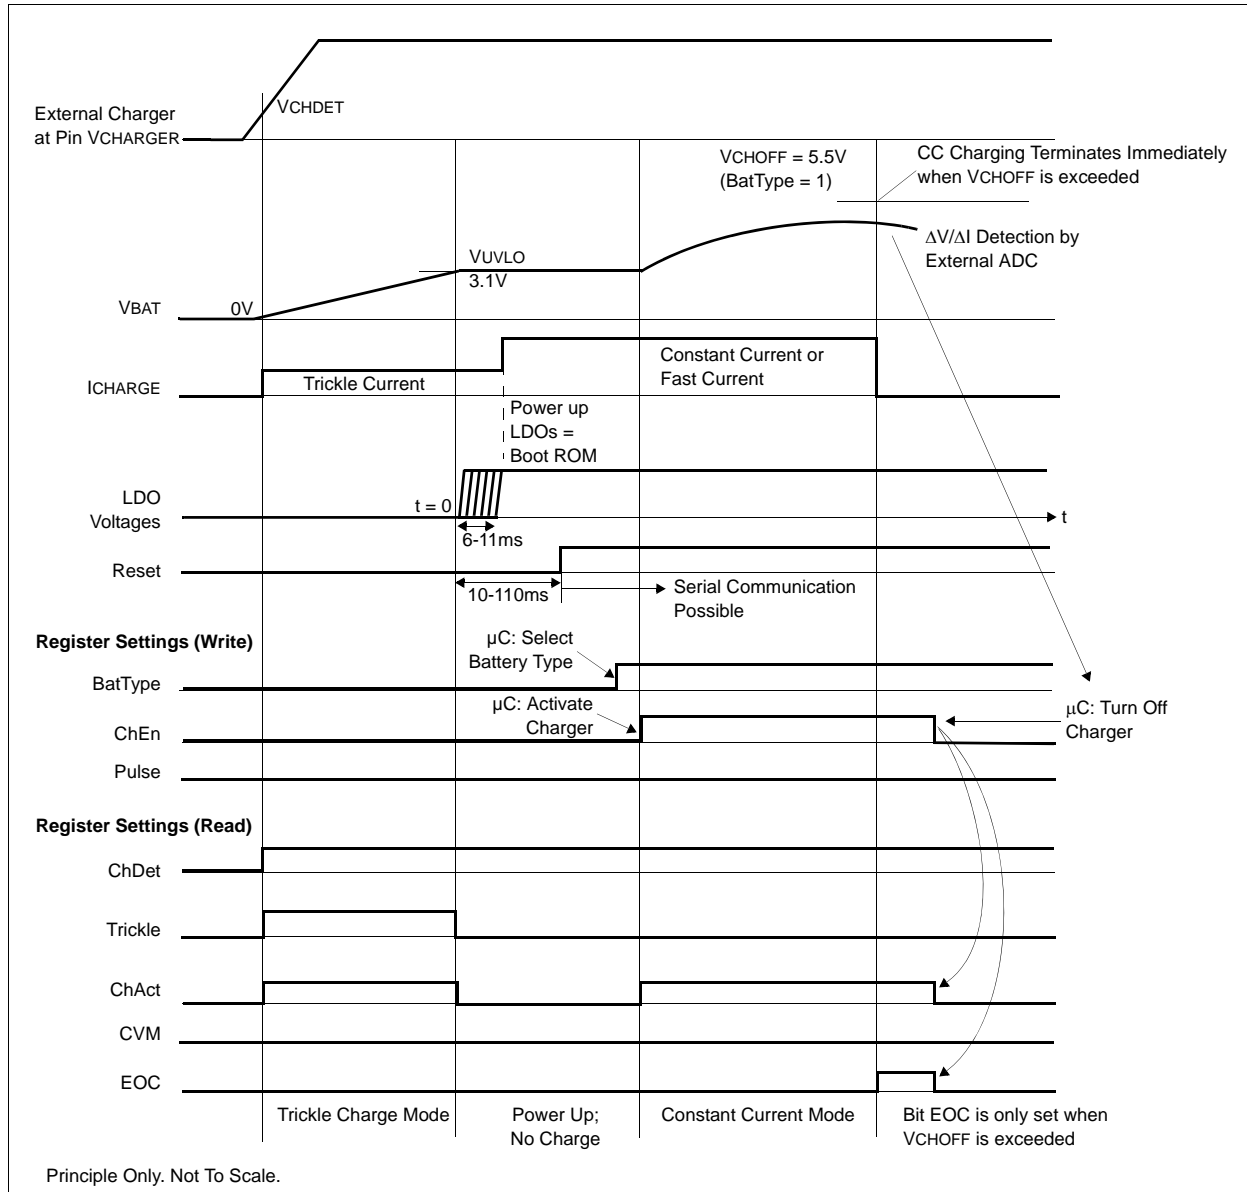 External Charger
at Pin VCHARGER
VCHDET
VCHOFF = 5.5V
(BatType = 1)
CC Charging Terminates Immediately
when VCHOFF is exceeded
ΔV/ΔI Detection by
External ADC
VUVLO
3.1V
VBAT
0V
ICHARGE
Trickle Current
Constant Current or
Fast Current
Power up
LDOs =
Boot ROM
LDO
Voltages
t = 0
t
6-11ms
Reset
10-110ms
Serial Communication
Possible
Register Settings (Write)
µC: Select
Battery Type
BatType
µC: Activate
Charger
ChEn
µC: Turn Off
Charger
Pulse
Register Settings (Read)
ChDet
Trickle
ChAct
CVM
EOC
Trickle Charge Mode
Power Up;
No Charge
Constant Current Mode
Bit EOC is only set when
VCHOFF is exceeded
Principle Only. Not To Scale.